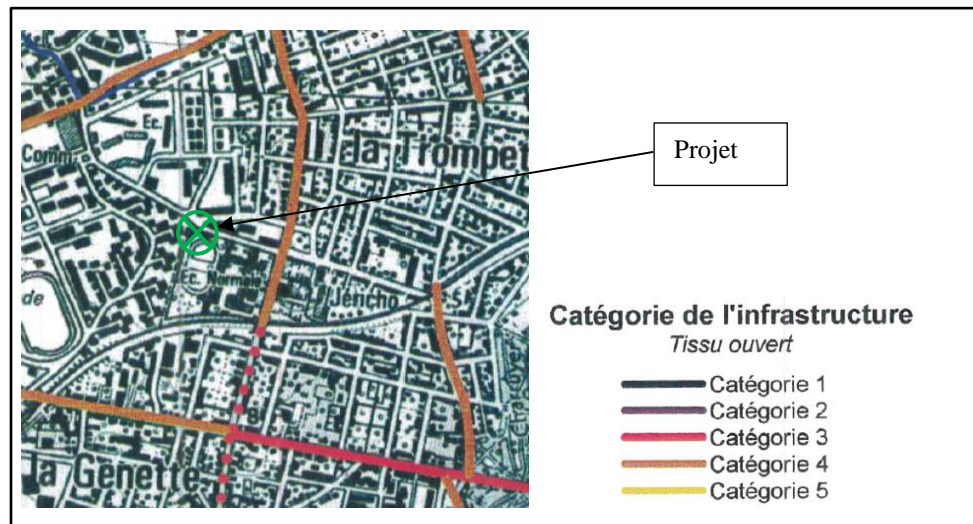 Ec.
la Trompet
Comm
Projet
de
Ec. Normale
Jéricho
la Genette
Catégorie de l'infrastructure
Tissu ouvert
Catégorie 1
Catégorie 2
Catégorie 3
Catégorie 4
Catégorie 5